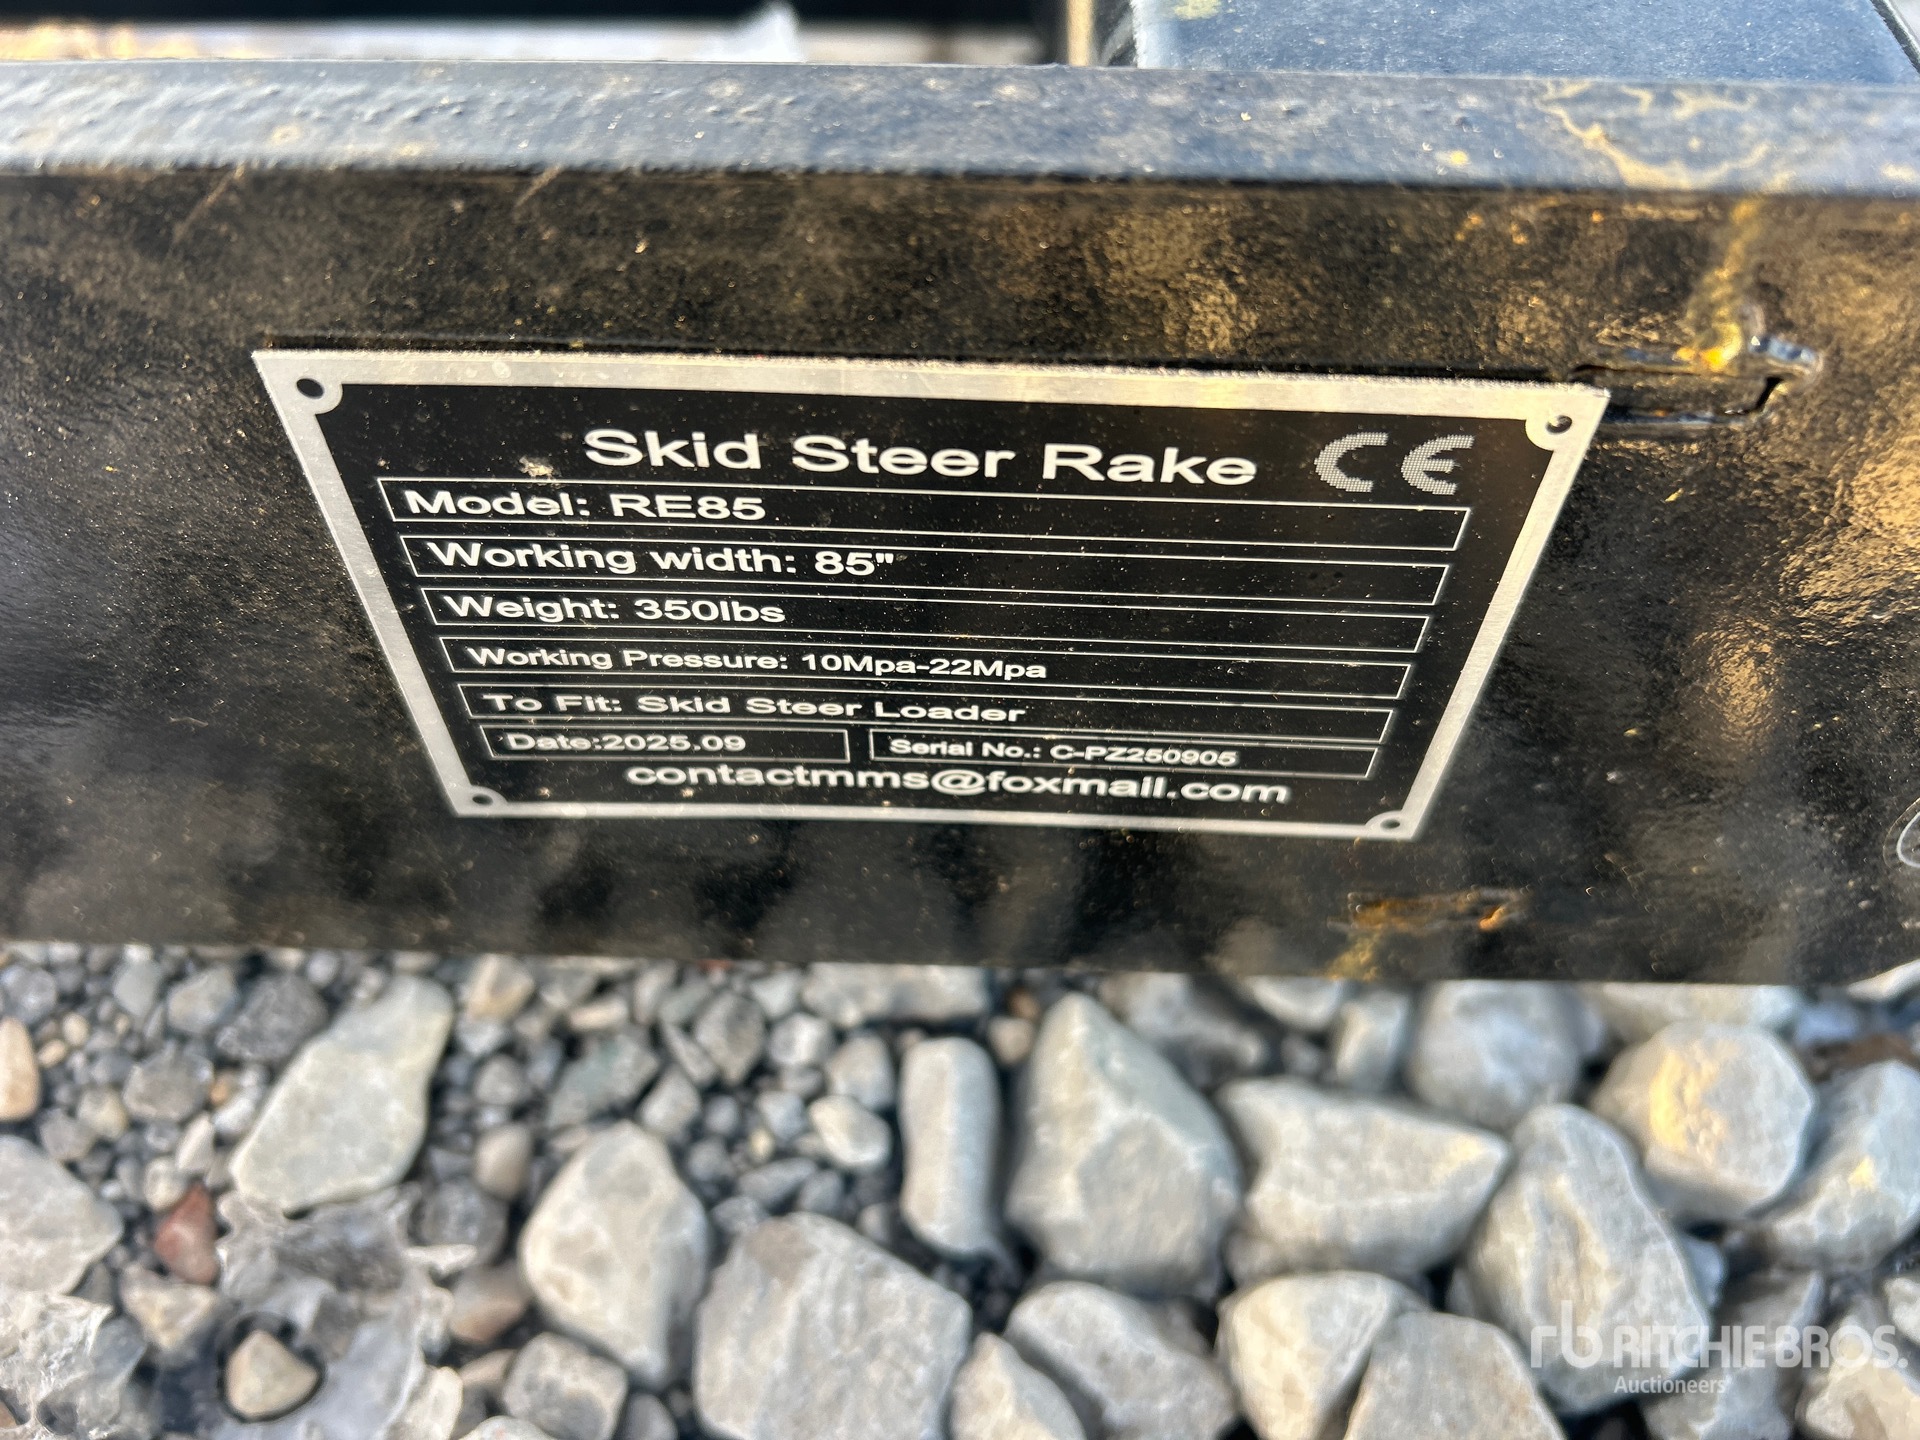 Skid Steer Rake CE
Model: RE85
Working width: 85"
Weight: 350lbs
Working Pressure: 10Mpa-22Mpa
To Fit: Skid Steer Loader
Date:2025.09 Serial No.: C-PZ250905
contactmms@foxmail.com
rb RITCHIE BROS.
Auctioneers